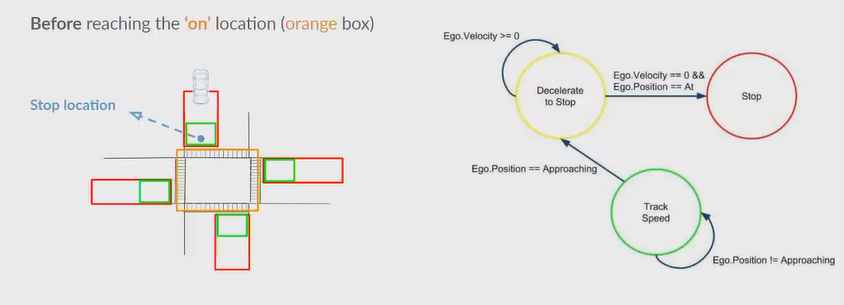 Before reaching the 'on' location (orange box)
Stop location
Ego.Velocity >= 0
Decelerate
to Stop
Ego.Velocity == 0 &&
Ego.Position == At
Stop
Ego.Position == Approaching
Track
Speed
Ego.Position != Approaching